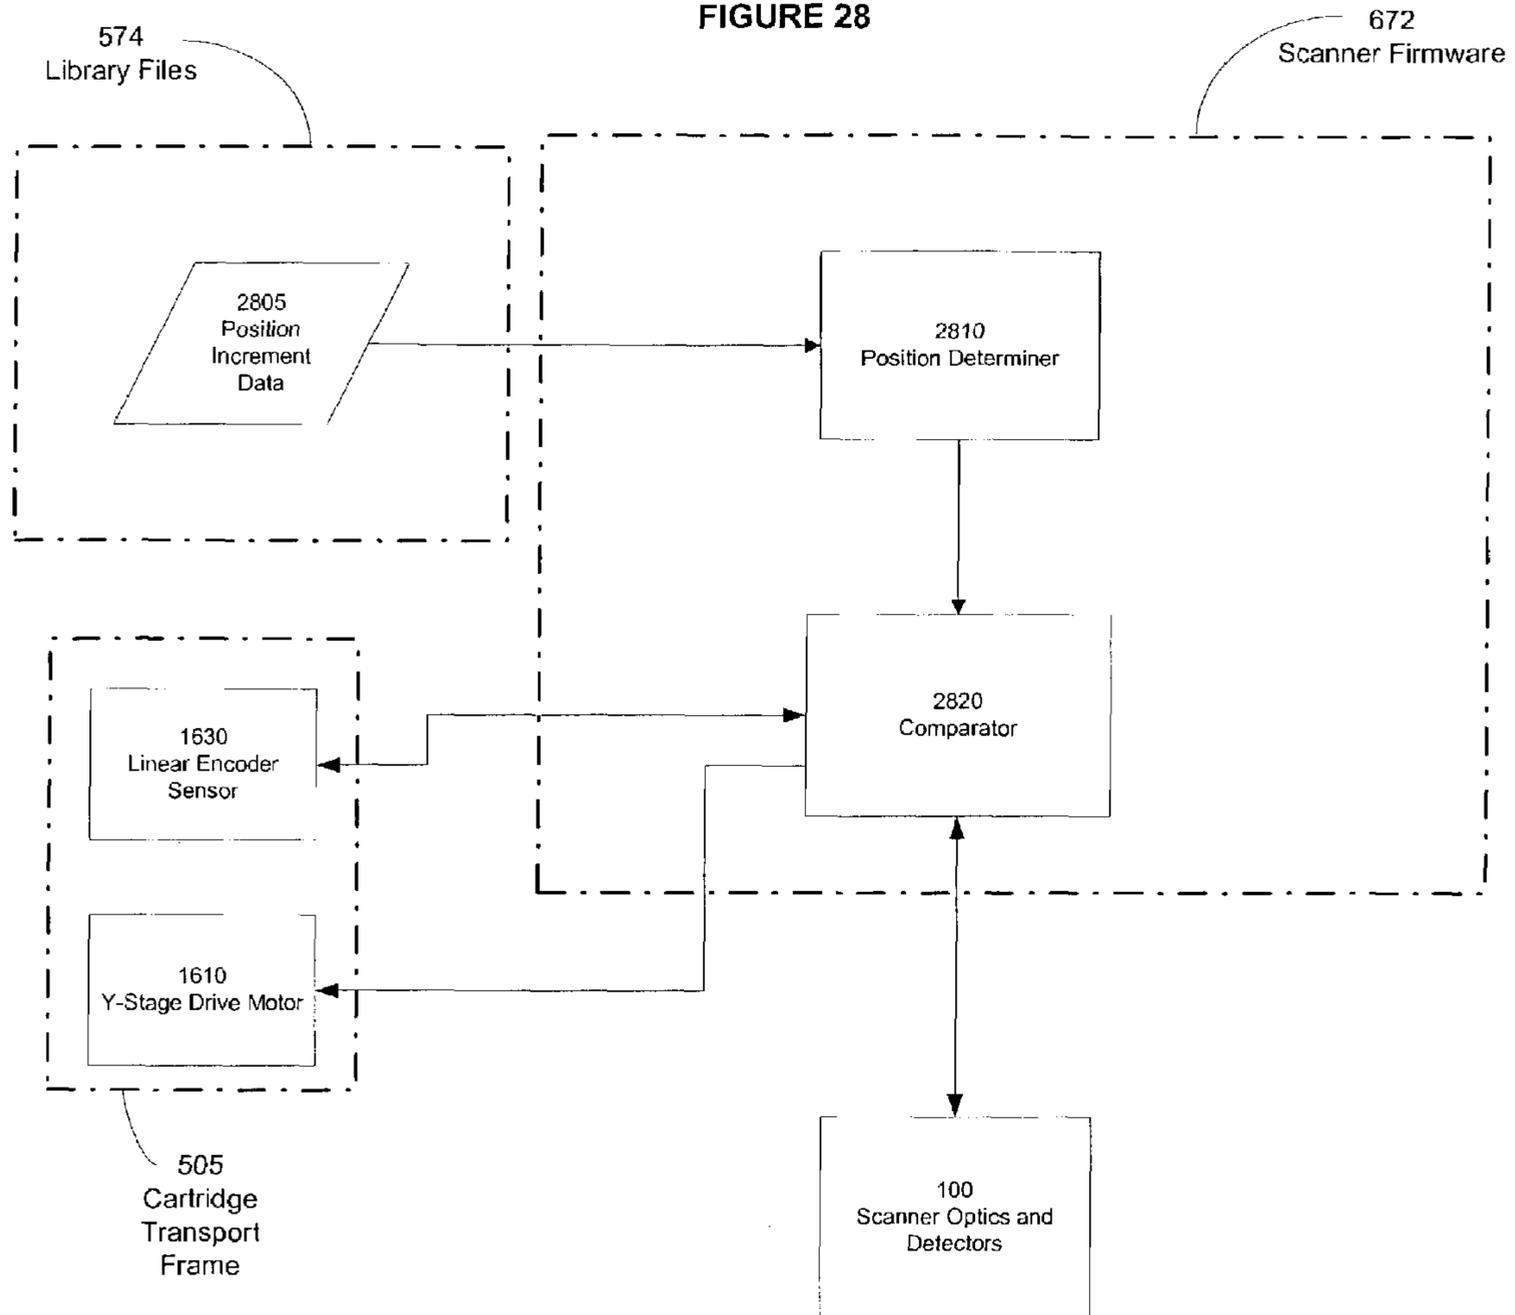 FIGURE 28
574
Library Files
672
Scanner Firmware
2805
Position
Increment
Data
2810
Position Determiner
2820
Comparator
1630
Linear Encoder
Sensor
1610
Y-Stage Drive Motor
505
Cartridge
Transport
Frame
100
Scanner Optics and
Detectors